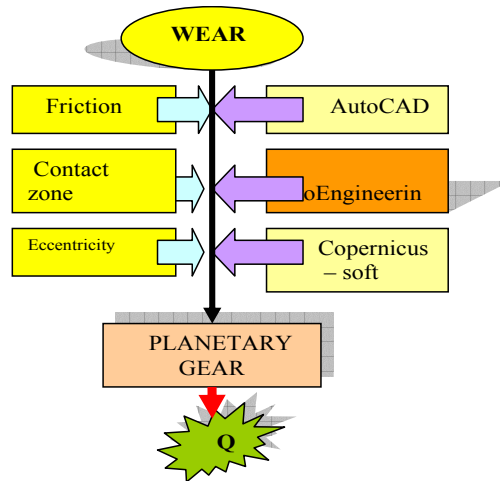 WEAR
Friction
AutoCAD
Contact
zone
oEngineerin
Eccentricity
Copernicus
– soft
PLANETARY
GEAR
Q